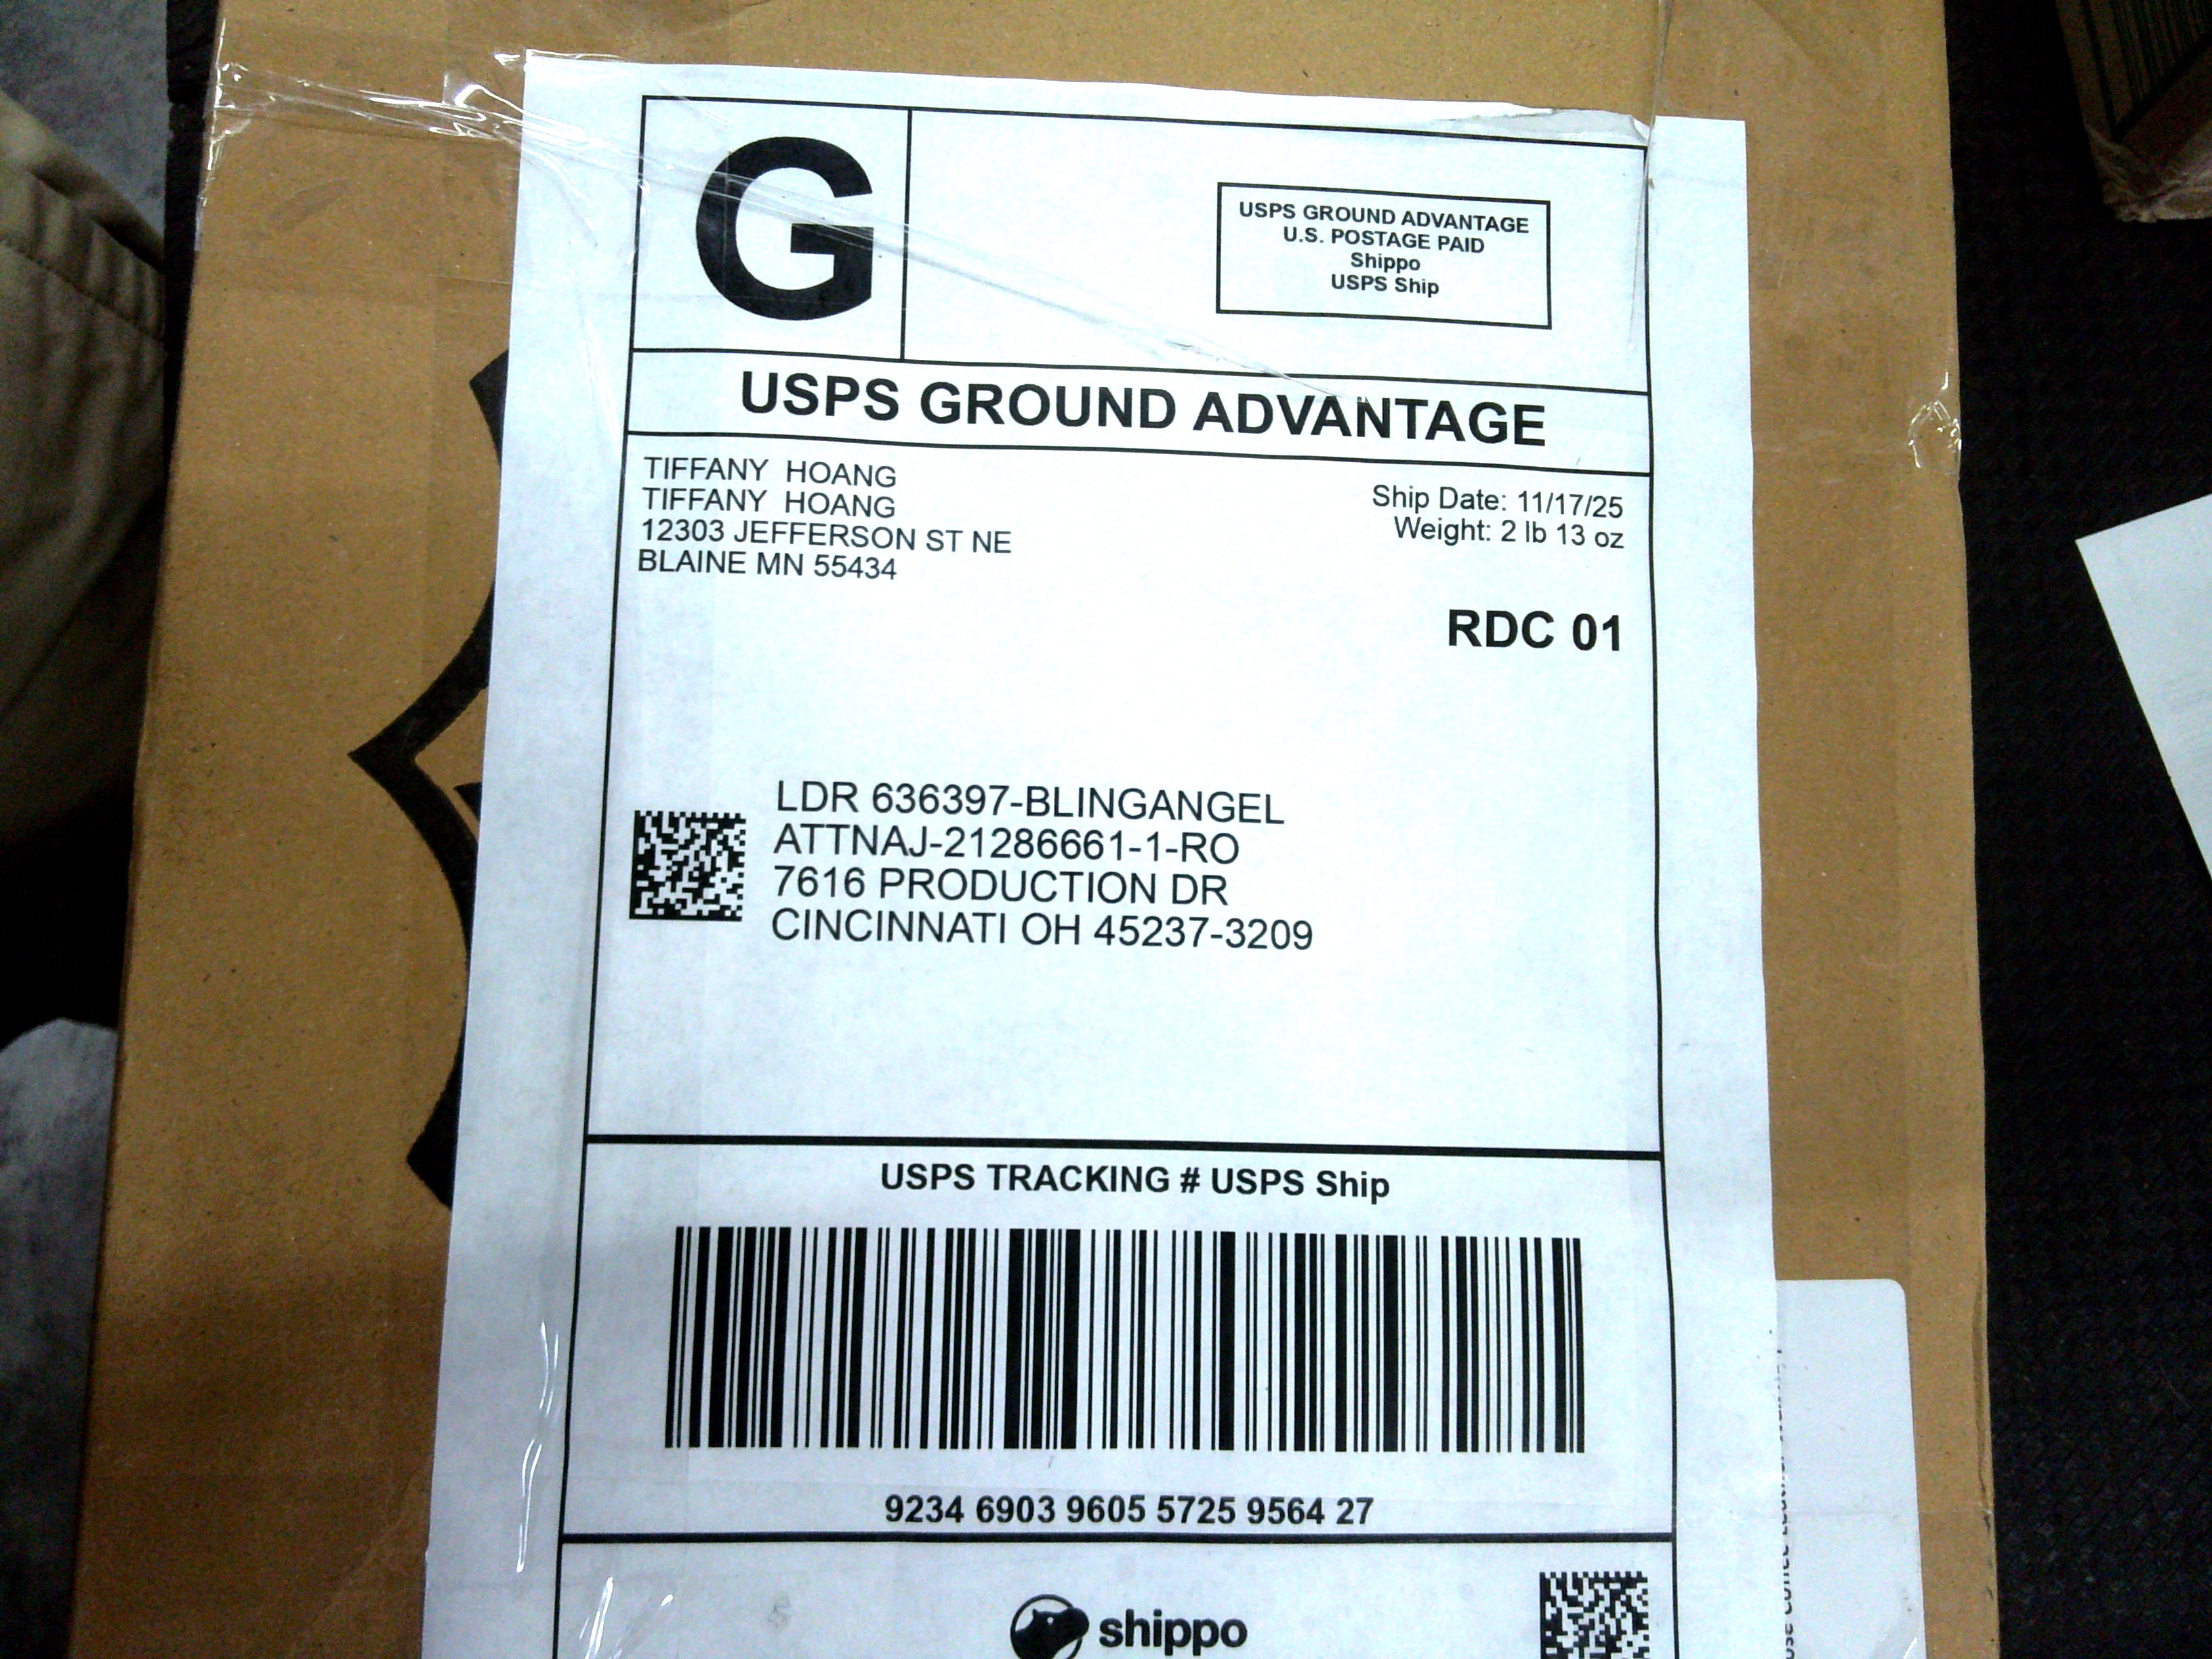 G
USPS GROUND ADVANTAGE
U.S. POSTAGE PAID
Shippo
USPS Ship
USPS GROUND ADVANTAGE
TIFFANY HOANG
TIFFANY HOANG
12303 JEFFERSON ST NE
BLAINE MN 55434
Ship Date: 11/17/25
Weight: 2 lb 13 oz
RDC 01
LDR 636397-BLINGANGEL
ATTNAJ-21286661-1-RO
7616 PRODUCTION DR
CINCINNATI OH 45237-3209
USPS TRACKING # USPS Ship
9234 6903 9605 5725 9564 27
shippo